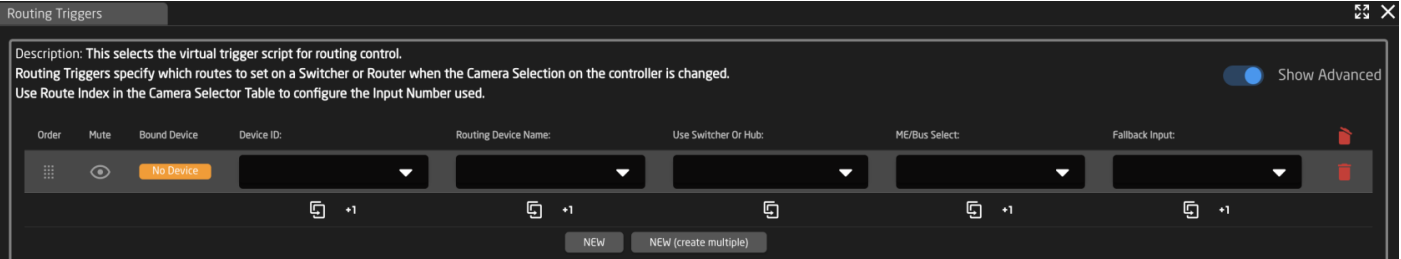 Routing Triggers
Description: This selects the virtual trigger script for routing control.
Routing Triggers specify which routes to set on a Switcher or Router when the Camera Selection on the controller is changed.
Use Route Index in the Camera Selector Table to configure the Input Number used.
Show Advanced
Order Mute Bound Device Device ID: Routing Device Name: Use Switcher Or Hub: ME/Bus Select: Fallback Input:
No Device
+1 +1 +1 +1
NEW NEW (create multiple)